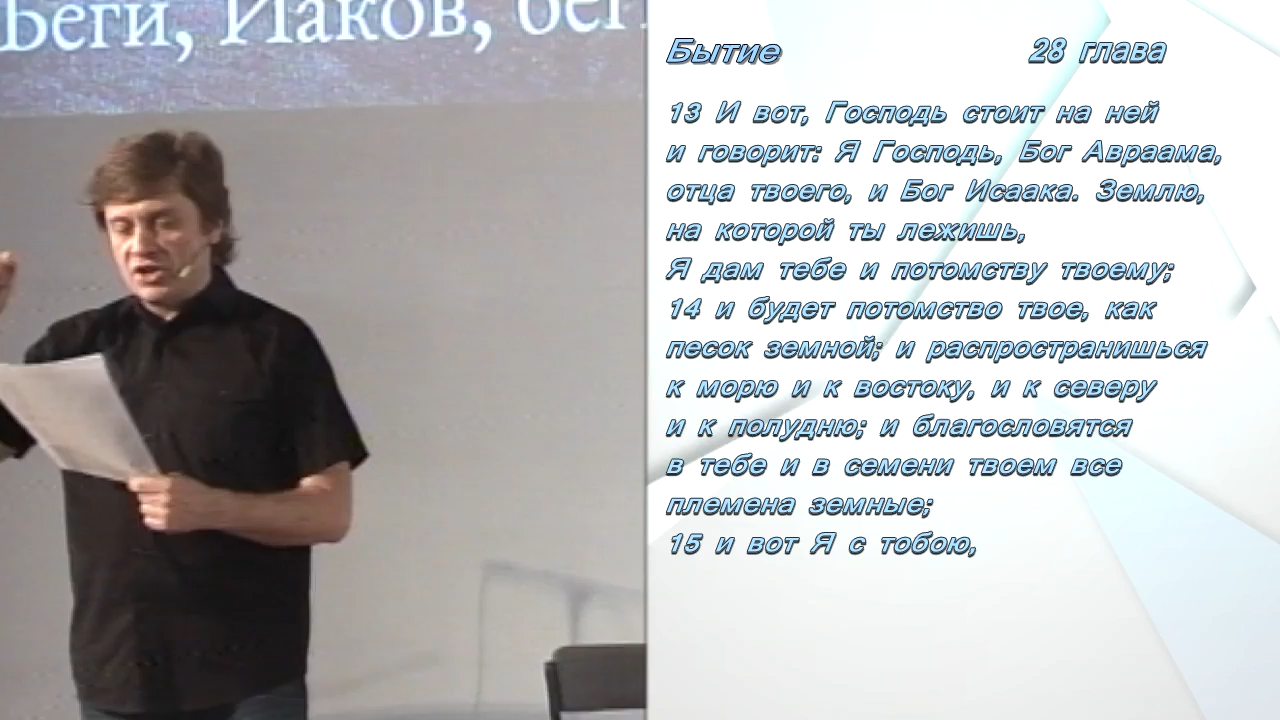 Беги, Иаков,
Бытие 28 глава
13 И вот, Господь стоит на ней
и говорит: Я Господь, Бог Авраама,
отца твоего, и Бог Исаака. Землю,
на которой ты лежишь,
Я дам тебе и потомству твоему;
14 и будет потомство твое, как
песок земной; и распространишься
к морю и к востоку, и к северу
и к полудню; и благословятся
в тебе и в семени твоем все
племена земные;
15 и вот Я с тобою,